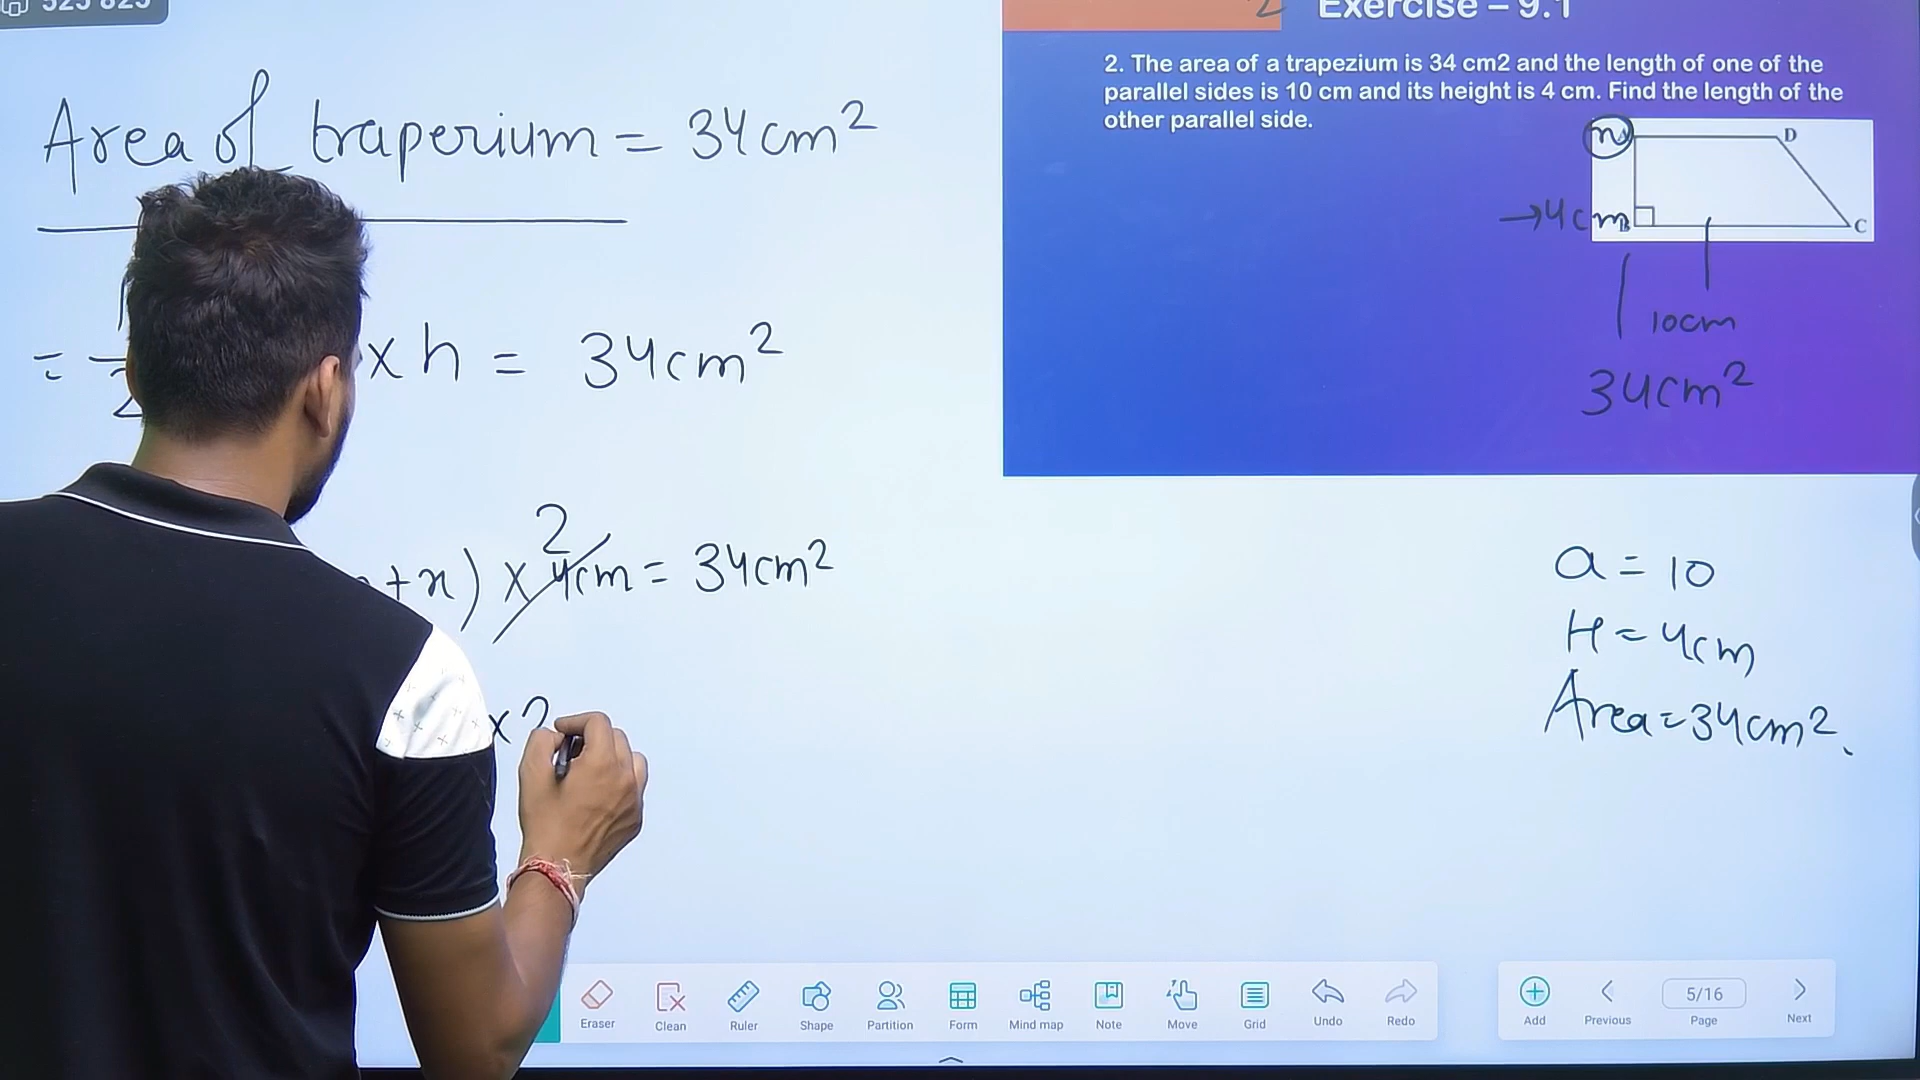 525 825
Area of traperium = 34cm2
× h = 34cm2
+ x) × 4cm = 34cm2
2
× 2
Exercise – 9.1
2. The area of a trapezium is 34 cm2 and the length of one of the
parallel sides is 10 cm and its height is 4 cm. Find the length of the
other parallel side.
D
→4cm
C
10cm
34cm2
a = 10
H = 4cm
Area = 34cm2.
Eraser
Clean
Ruler
Shape
Partition
Form
Mind map
Note
Move
Grid
Undo
Redo
Add
Previous
5/16
Page
Next